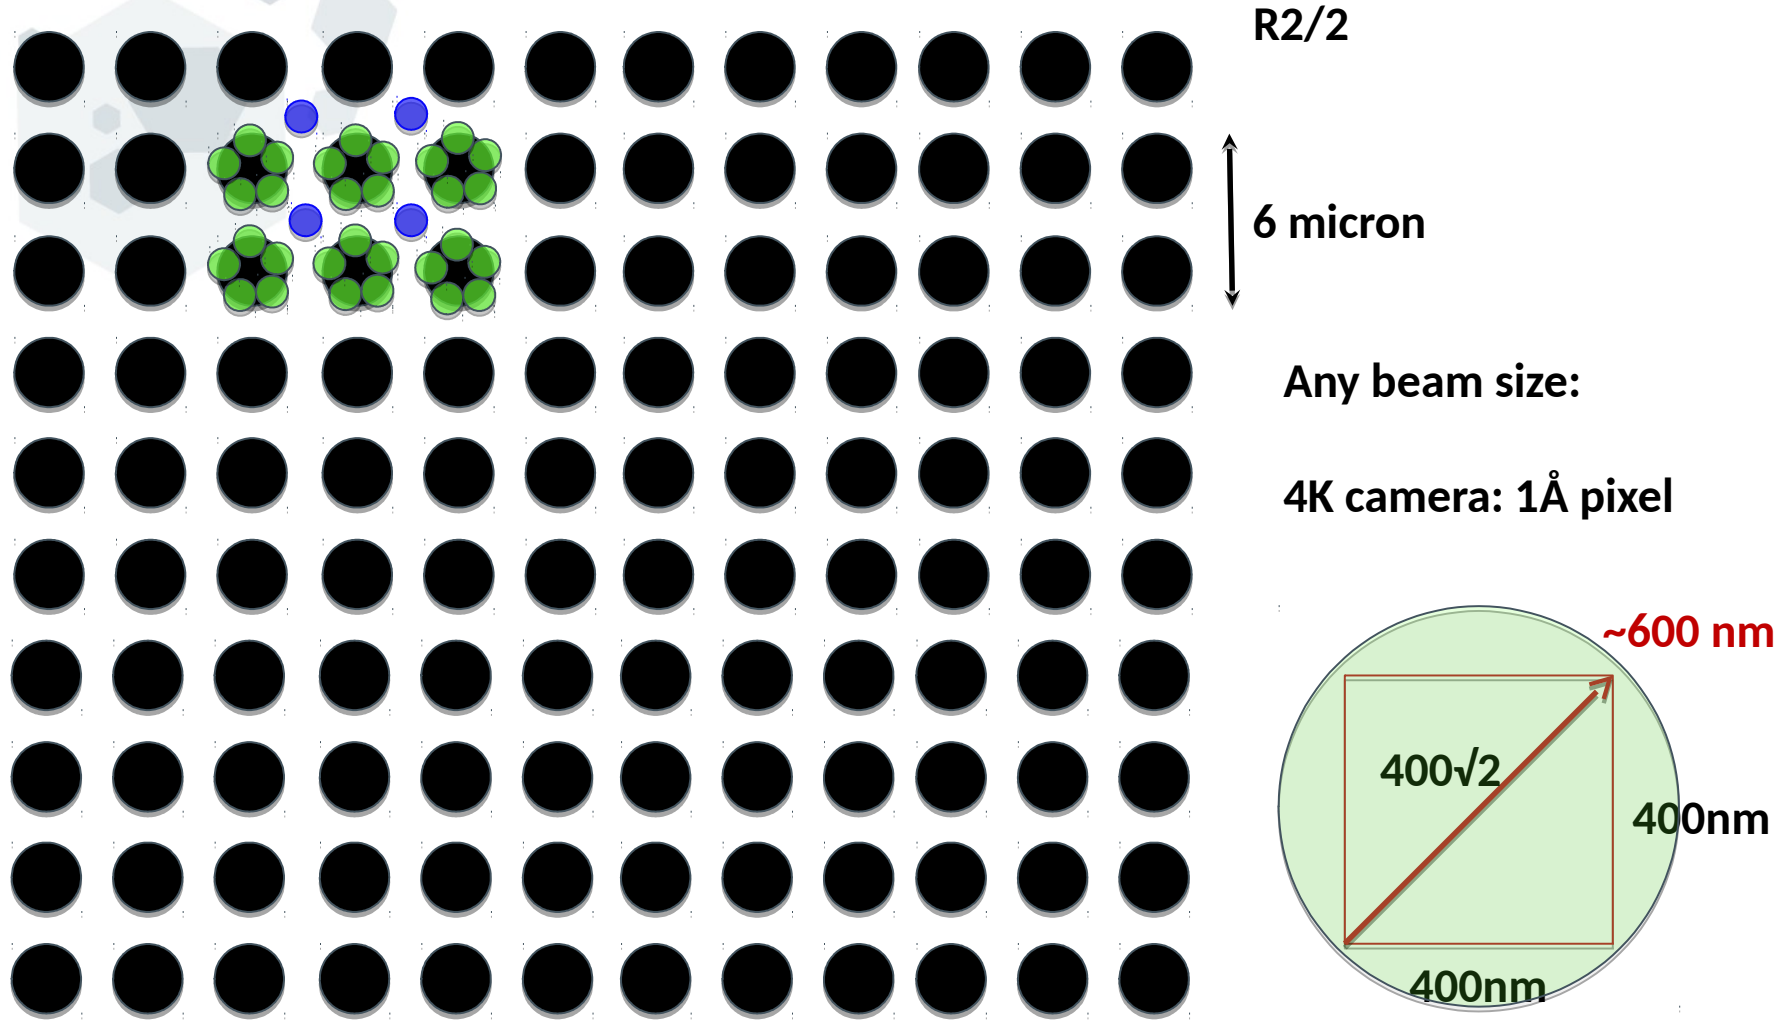 R2/2
6 micron
Any beam size:
4K camera: 1Å pixel
~600 nm
400√2
400nm
400nm